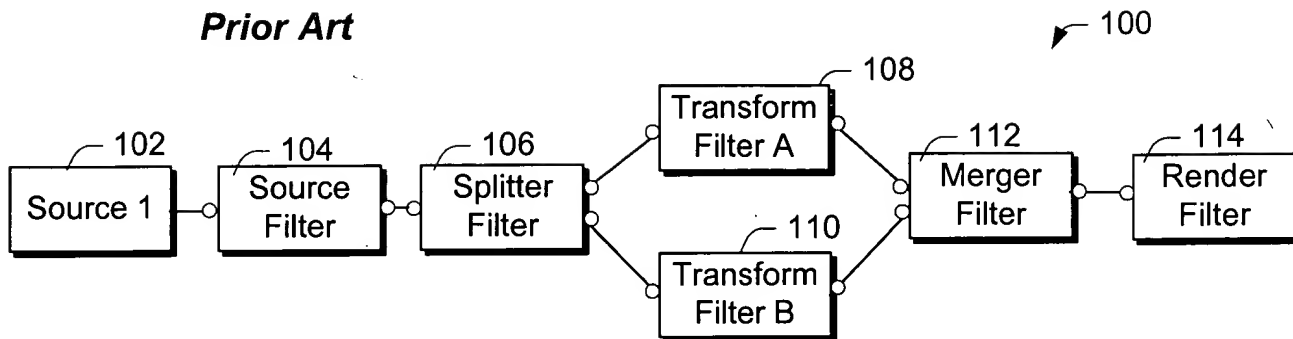 Prior Art
100
108
Transform
Filter A
102
Source 1
104
Source
Filter
106
Splitter
Filter
112
Merger
Filter
114
Render
Filter
110
Transform
Filter B